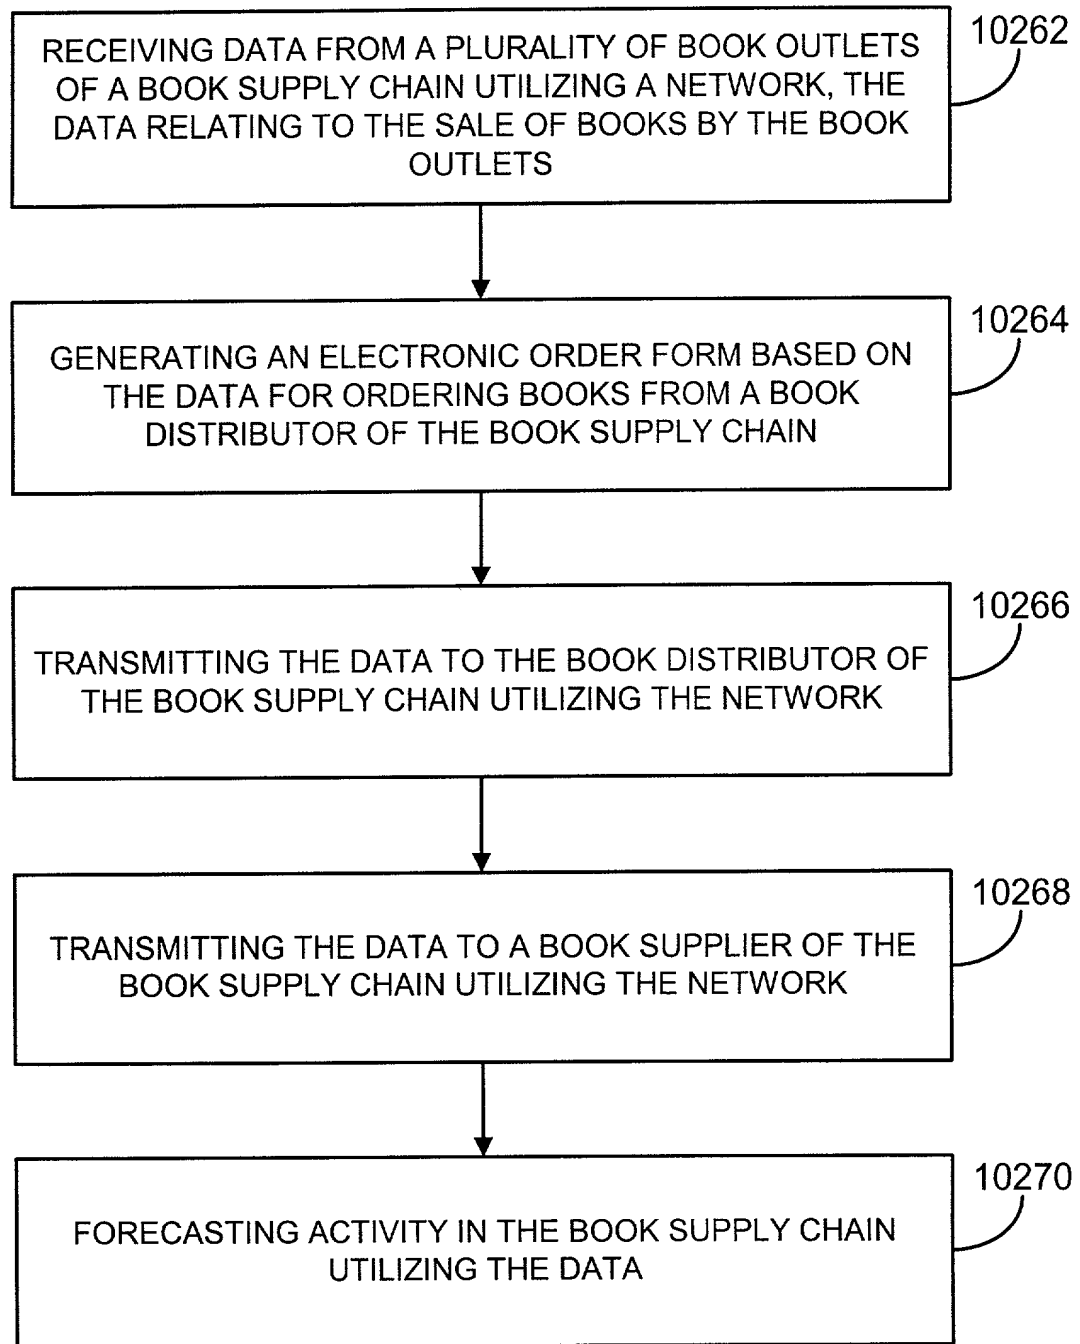 RECEIVING DATA FROM A PLURALITY OF BOOK OUTLETS
OF A BOOK SUPPLY CHAIN UTILIZING A NETWORK, THE
DATA RELATING TO THE SALE OF BOOKS BY THE BOOK
OUTLETS
10262
GENERATING AN ELECTRONIC ORDER FORM BASED ON
THE DATA FOR ORDERING BOOKS FROM A BOOK
DISTRIBUTOR OF THE BOOK SUPPLY CHAIN
10264
TRANSMITTING THE DATA TO THE BOOK DISTRIBUTOR OF
THE BOOK SUPPLY CHAIN UTILIZING THE NETWORK
10266
TRANSMITTING THE DATA TO A BOOK SUPPLIER OF THE
BOOK SUPPLY CHAIN UTILIZING THE NETWORK
10268
FORECASTING ACTIVITY IN THE BOOK SUPPLY CHAIN
UTILIZING THE DATA
10270